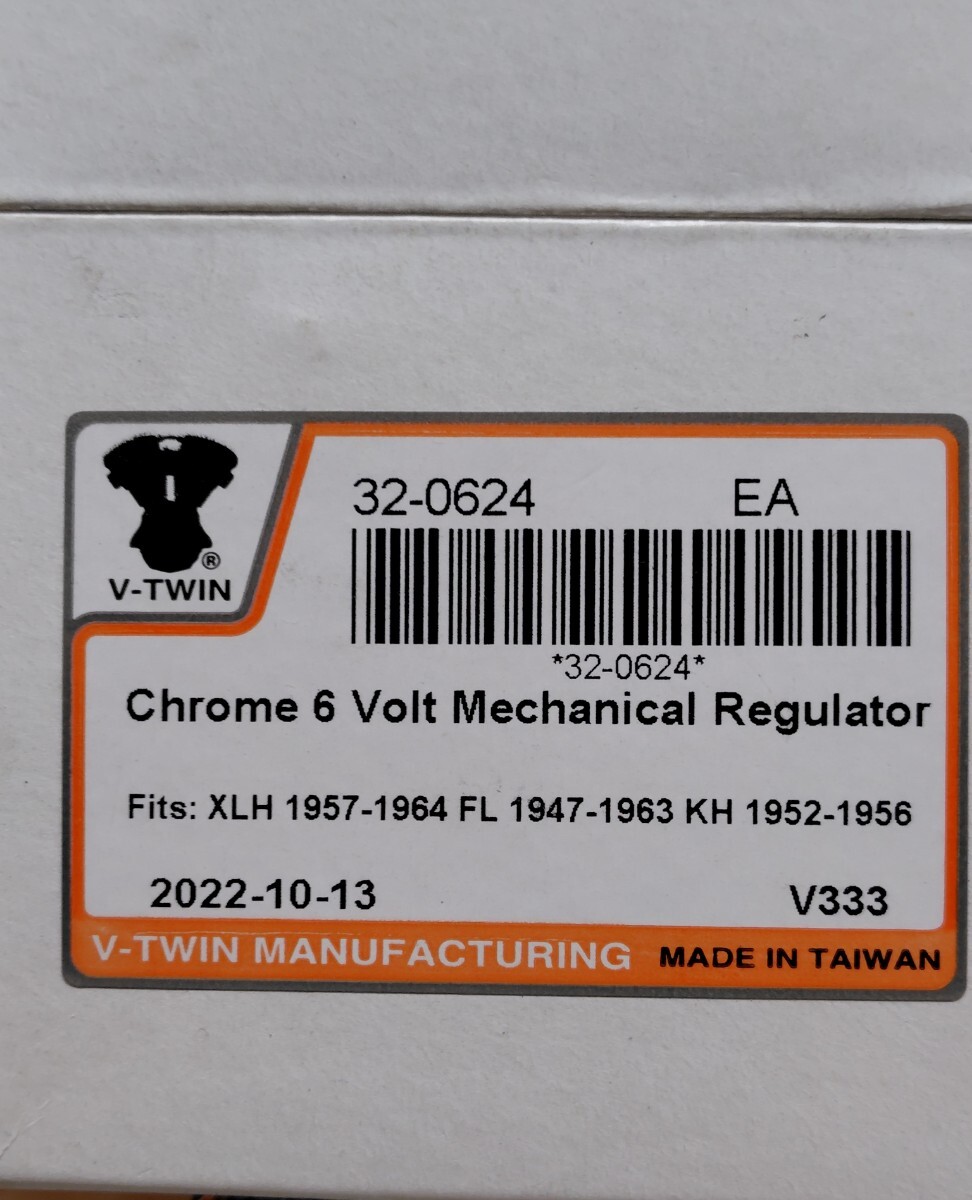 32-0624 EA
®
V-TWIN
*32-0624*
Chrome 6 Volt Mechanical Regulator
Fits: XLH 1957-1964 FL 1947-1963 KH 1952-1956
2022-10-13 V333
V-TWIN MANUFACTURING MADE IN TAIWAN